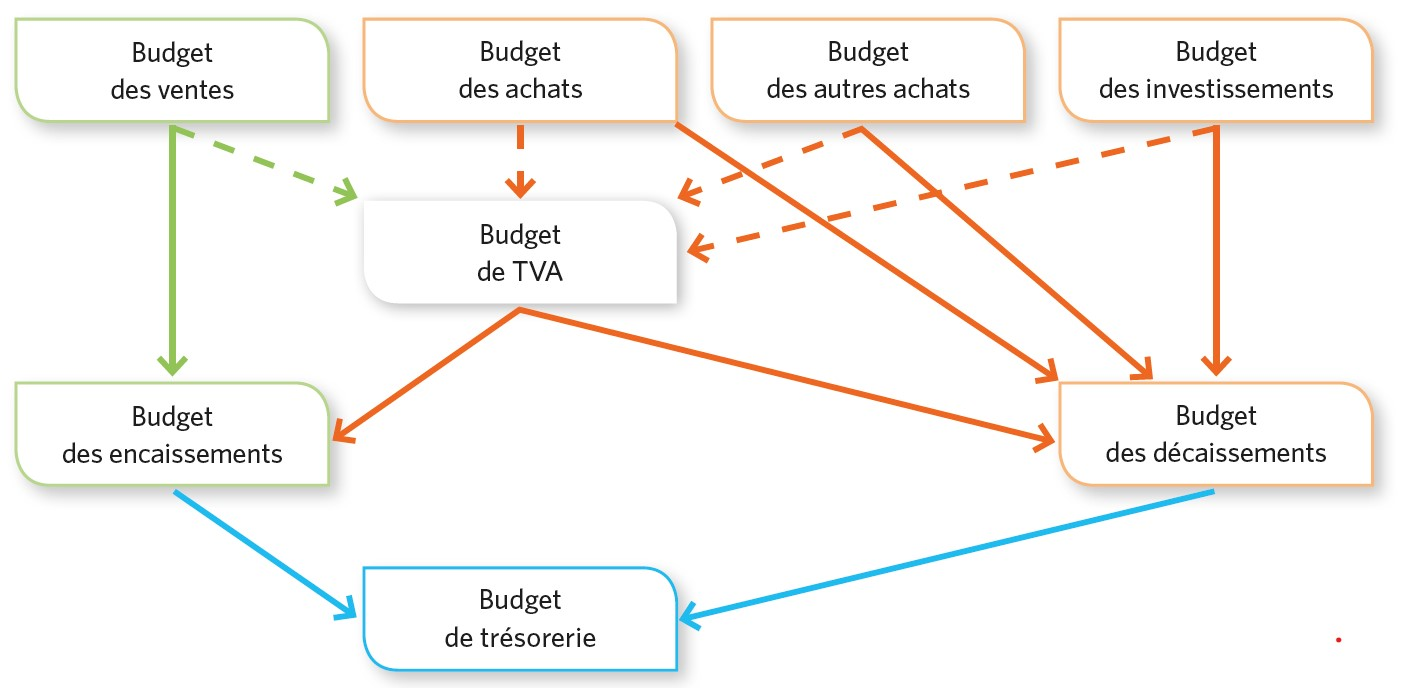 Budget
des ventes
Budget
des achats
Budget
des autres achats
Budget
des investissements
Budget
de TVA
Budget
des encaissements
Budget
des décaissements
Budget
de trésorerie